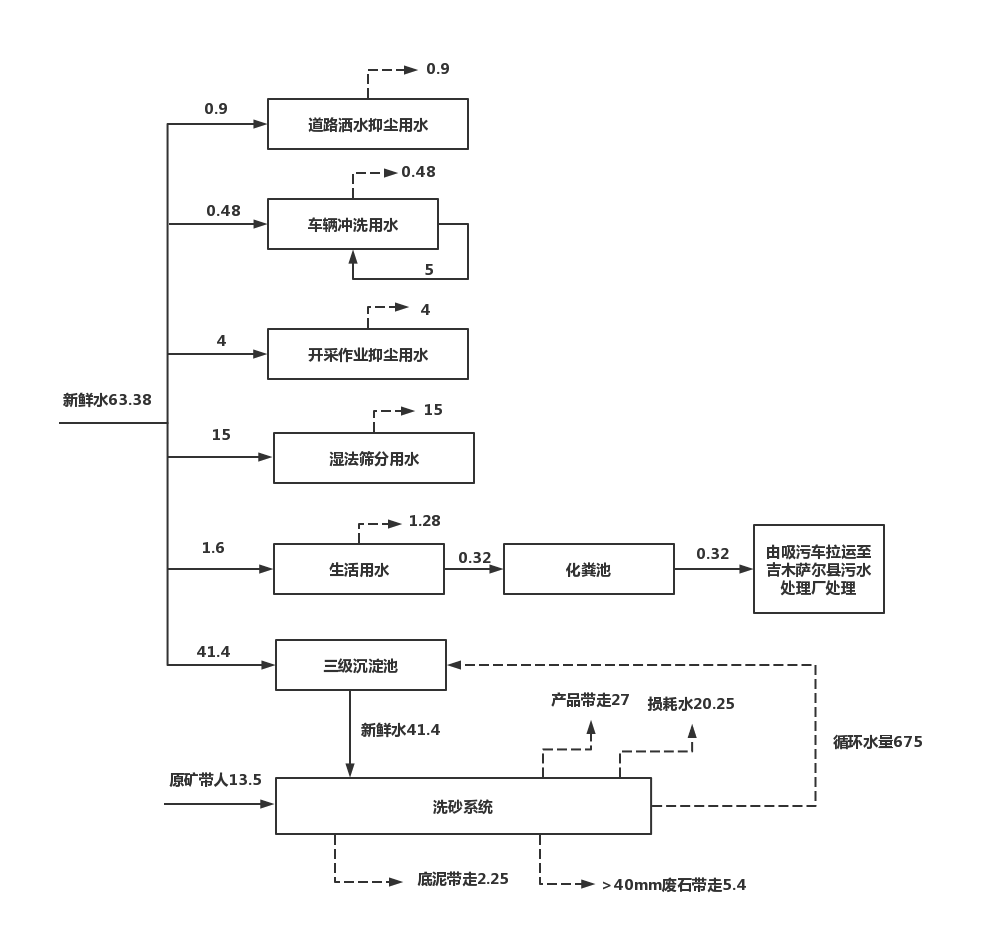 0.9
0.9
道路洒水抑尘用水
0.48
0.48
车辆冲洗用水
5
4
4
开采作业抑尘用水
新鲜水63.38
15
15
湿法筛分用水
1.28
1.6
生活用水
0.32
化粪池
0.32
由吸污车拉运至
吉木萨尔县污水
处理厂处理
41.4
三级沉淀池
产品带走27
损耗水20.25
新鲜水41.4
循环水量675
原矿带人13.5
洗砂系统
底泥带走2.25
>40mm废石带走5.4